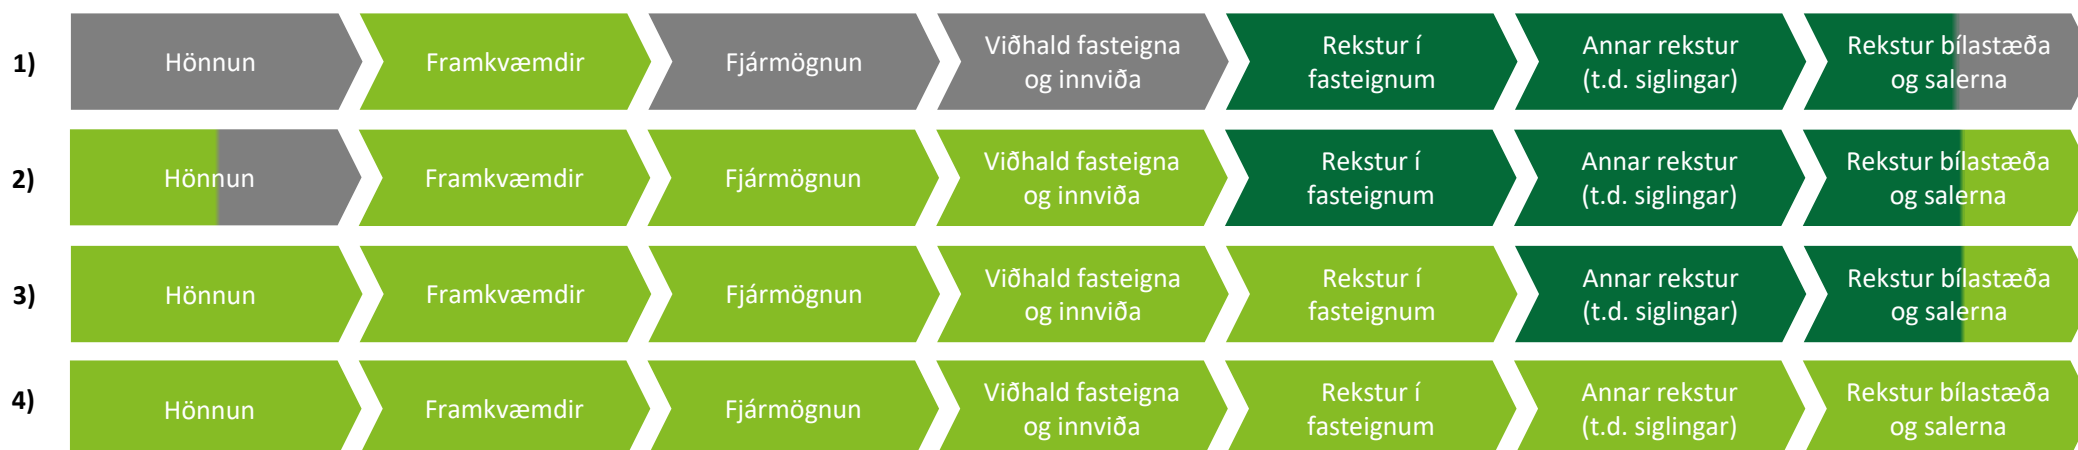 1)
Hönnun
Framkvæmdir
Fjármögnun
Viðhald fasteigna
og innviða
Rekstur í
fasteignum
Annar rekstur
(t.d. siglingar)
Rekstur bílastæða
og salerna
2)
Hönnun
Framkvæmdir
Fjármögnun
Viðhald fasteigna
og innviða
Rekstur í
fasteignum
Annar rekstur
(t.d. siglingar)
Rekstur bílastæða
og salerna
3)
Hönnun
Framkvæmdir
Fjármögnun
Viðhald fasteigna
og innviða
Rekstur í
fasteignum
Annar rekstur
(t.d. siglingar)
Rekstur bílastæða
og salerna
4)
Hönnun
Framkvæmdir
Fjármögnun
Viðhald fasteigna
og innviða
Rekstur í
fasteignum
Annar rekstur
(t.d. siglingar)
Rekstur bílastæða
og salerna